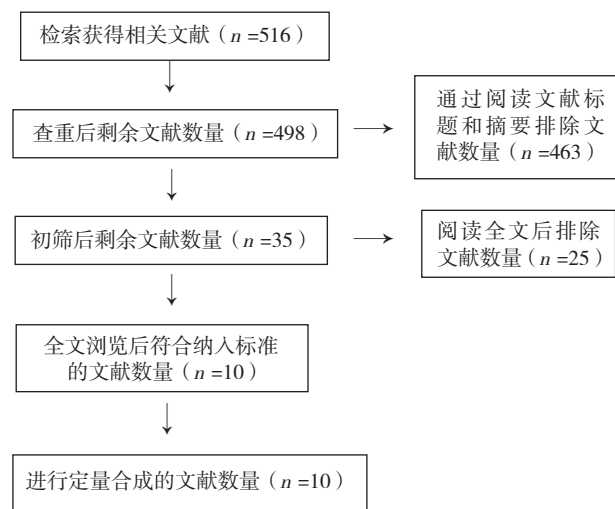 检索获得相关文献（n =516）
查重后剩余文献数量（n =498）
通过阅读文献标
题和摘要排除文
献数量（n =463）
初筛后剩余文献数量（n =35）
阅读全文后排除
文献数量（n =25）
全文浏览后符合纳入标准
的文献数量（n =10）
进行定量合成的文献数量（n =10）